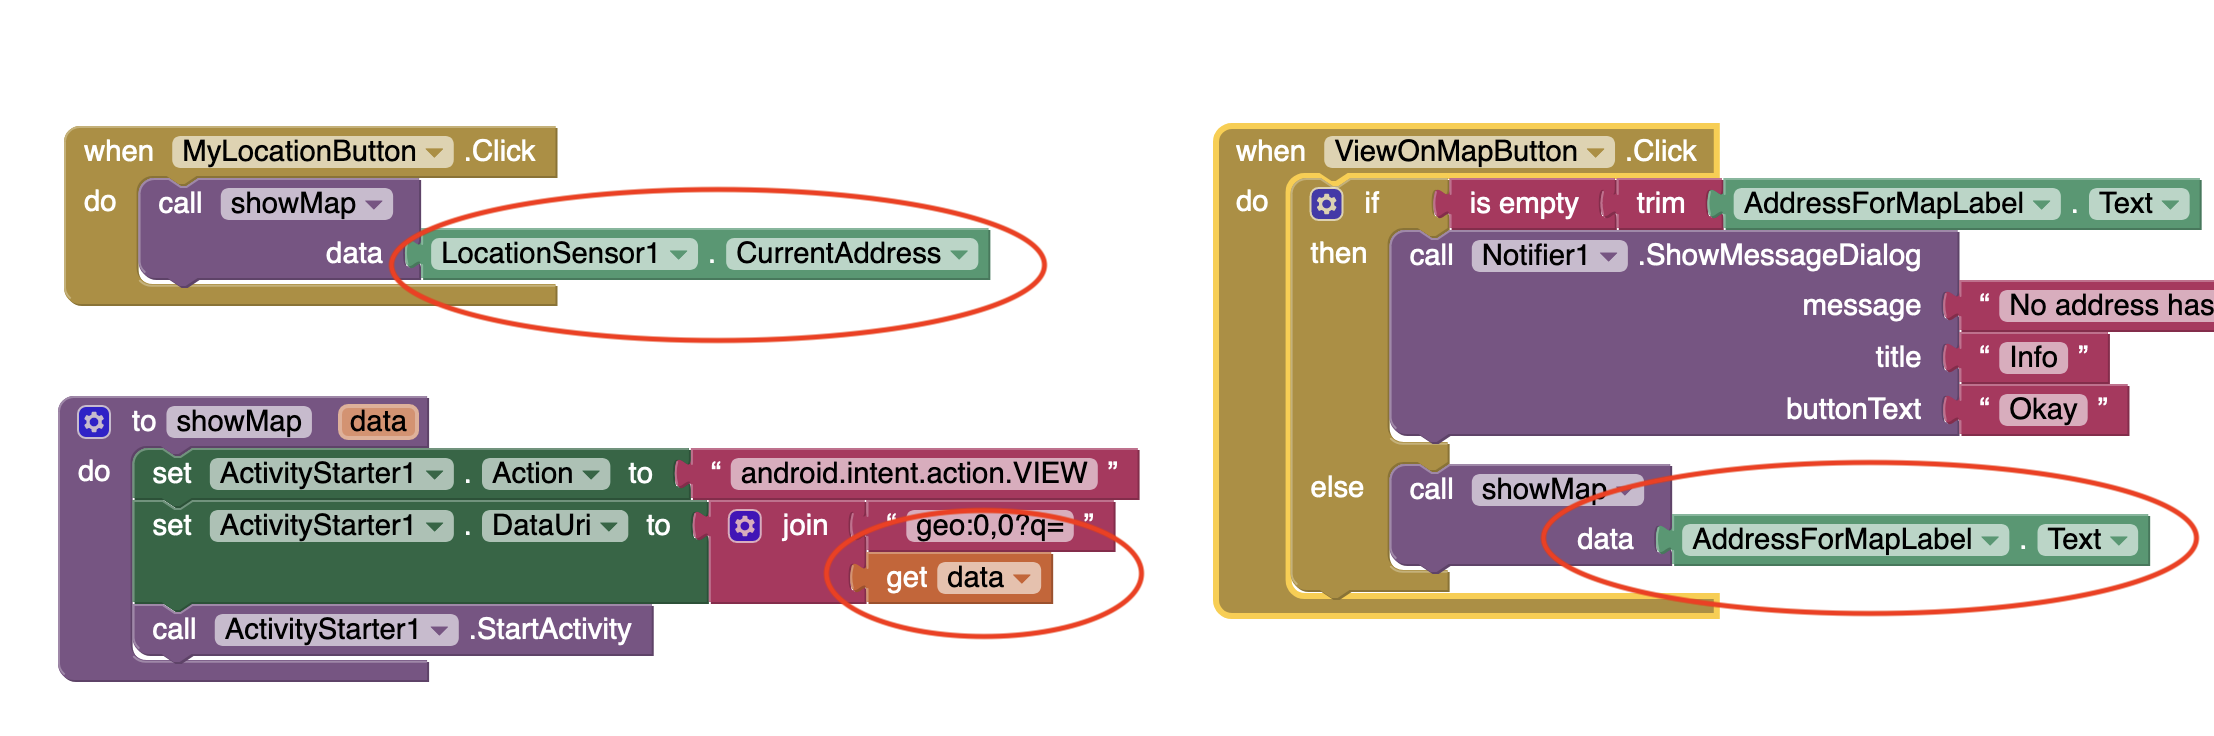 when MyLocationButton .Click
do call showMap
data LocationSensor1 . CurrentAddress
to showMap data
do set ActivityStarter1 . Action to “ android.intent.action.VIEW ”
set ActivityStarter1 . DataUri to join “ geo:0,0?q= ”
get data
call ActivityStarter1 .StartActivity
when ViewOnMapButton .Click
do if is empty trim AddressForMapLabel . Text
then call Notifier1 .ShowMessageDialog
message “ No address has
title “ Info ”
buttonText “ Okay ”
else call showMap
data AddressForMapLabel . Text